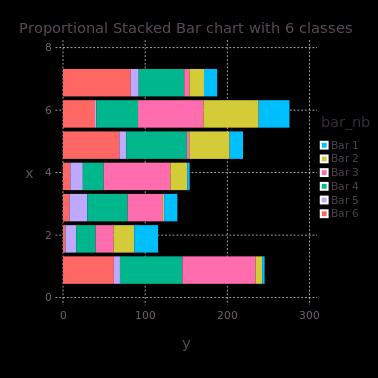 Proportional Stacked Bar chart with 6 classes
8
6
4
2
0
x
0 100 200 300
y
bar_nb
Bar 1
Bar 2
Bar 3
Bar 4
Bar 5
Bar 6